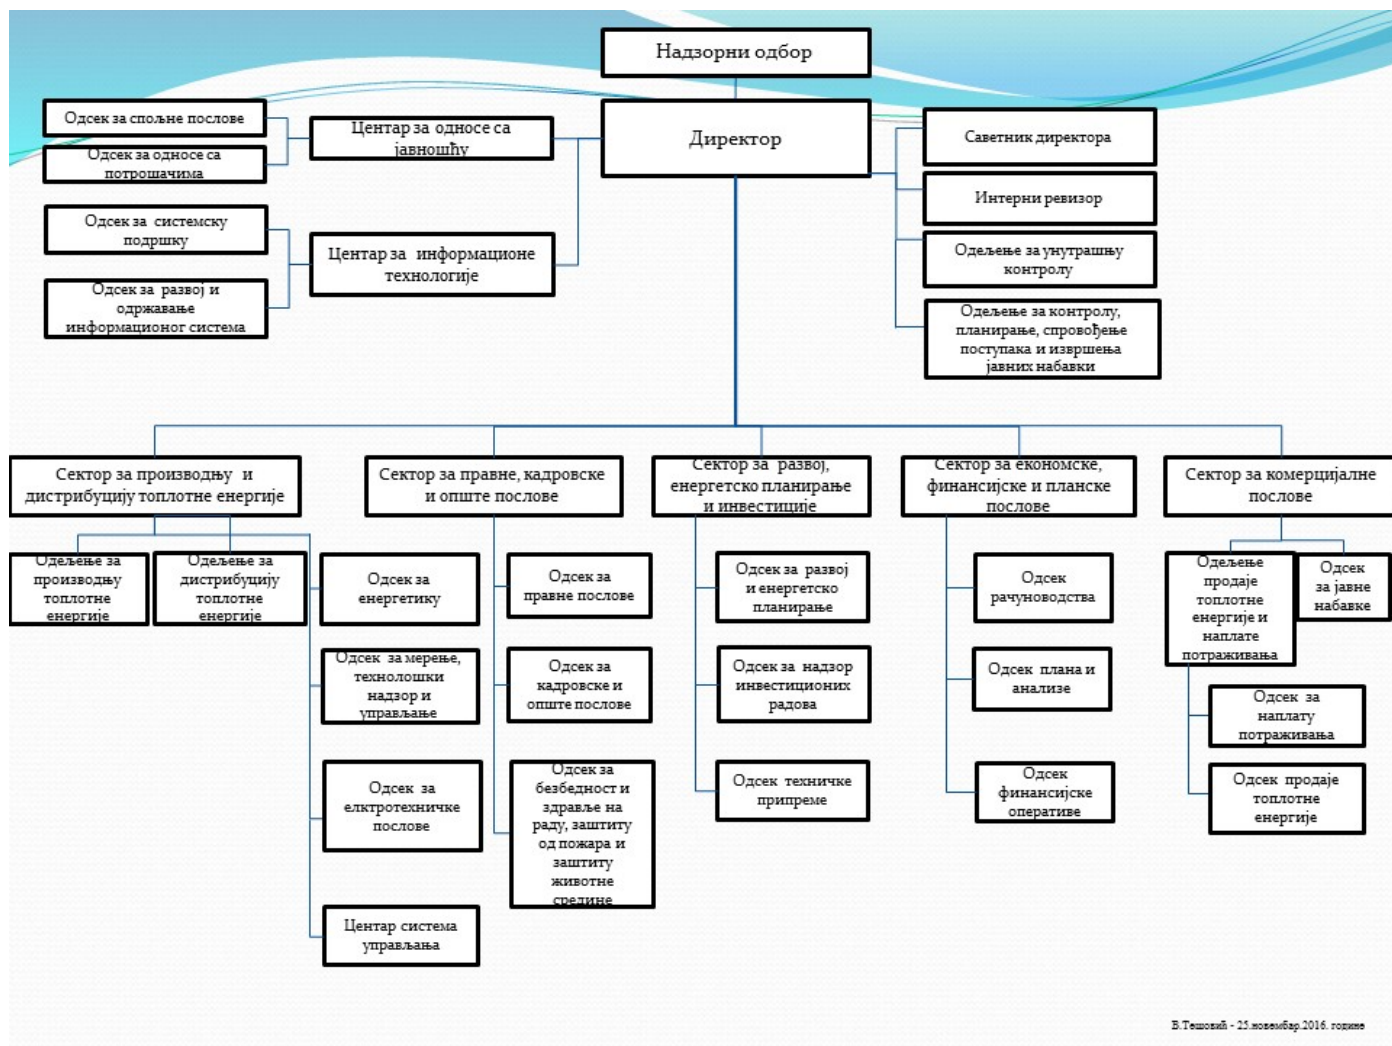 Надзорни одбор
Директор
Одсек за спољне послове
Одсек за односе са
потрошачима
Центар за односе са
јавношћу
Одсек за системску
подршку
Одсек за развој и
одржавање
информационог система
Центар за информационе
технологије
Саветник директора
Интерни ревизор
Одељење за унутрашњу
контролу
Одељење за контролу,
планирање, спровођење
поступака и извршења
јавних набавки
Сектор за производњу и
дистрибуцију топлотне енергије
Сектор за правне, кадровске
и опште послове
Сектор за развој,
енергетско планирање
и инвестиције
Сектор за економске,
финансијске и планске
послове
Сектор за комерцијалне
послове
Одељење за
производњу
топлотне
енергије
Одељење за
дистрибуцију
топлотне
енергије
Одсек за
енергетику
Одсек за мерење,
технолошки
надзор и
управљање
Одсек за
елктротехничке
послове
Центар система
управљања
Одсек за
правне послове
Одсек за
кадровске и
опште послове
Одсек за
безбедност и
здравље на
раду, заштиту
од пожара и
заштиту
животне
средине
Одсек за развој
и енергетско
планирање
Одсек за надзор
инвестиционих
радова
Одсек техничке
припреме
Одсек
рачуноводства
Одсек плана и
анализе
Одсек
финансијске
оперативе
Одељење
продаје
топлотне
енергије и
наплате
потраживања
Одсек
за јавне
набавке
Одсек за
наплату
потраживања
Одсек продаје
топлотне
енергије
В.Тешовић - 25.новембар.2016. године